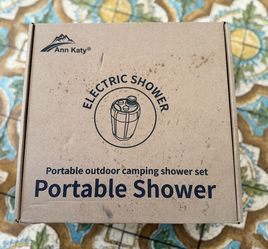 Ann Katy®
ELECTRIC SHOWER
Portable outdoor camping shower set
Portable Shower